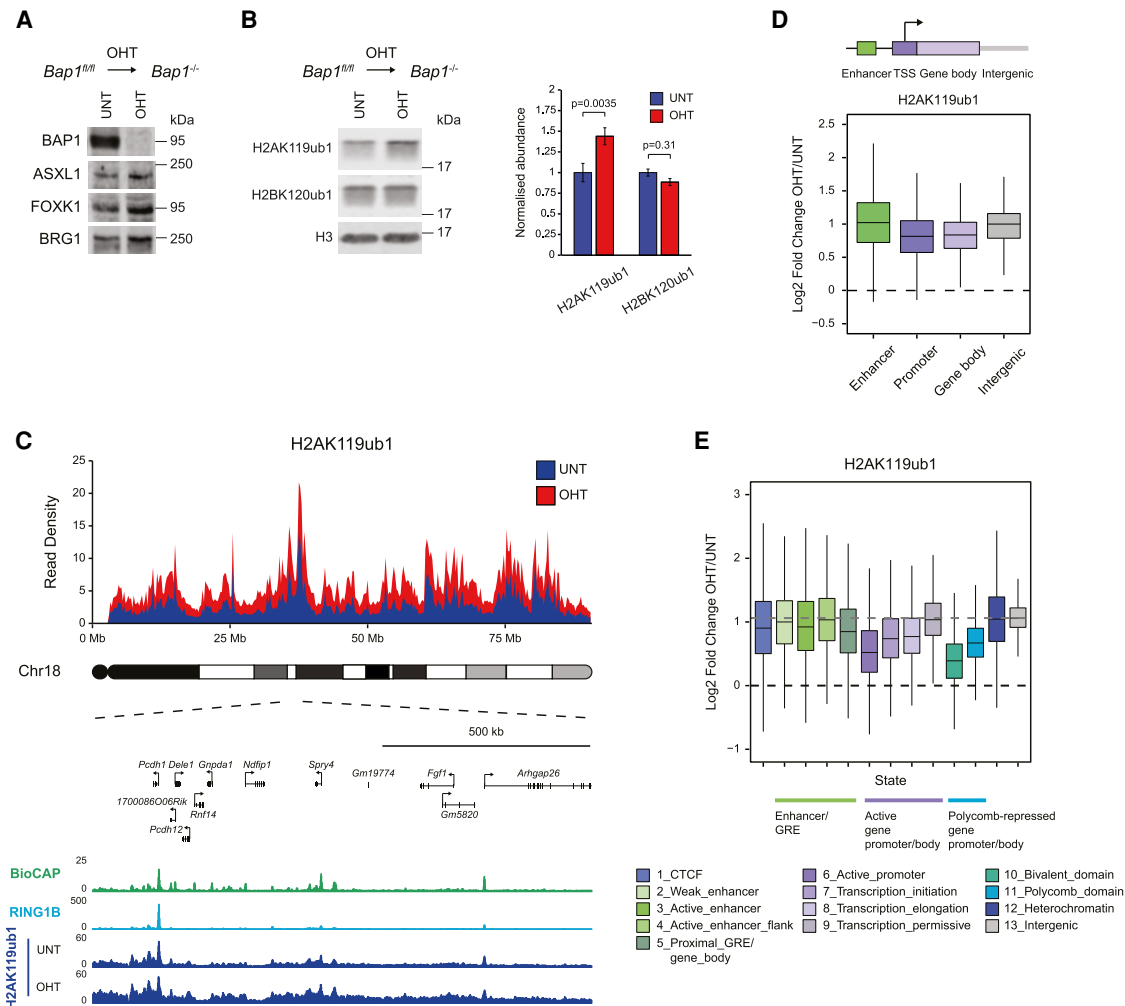 A
OHT
Bap1fl/fl Bap1-/-
UNT
OHT
kDa
BAP1
95
250
ASXL1
FOXK1
95
BRG1
250
B
OHT
Bap1fl/fl Bap1-/-
UNT
OHT
kDa
H2AK119ub1
17
H2BK120ub1
17
H3
17
UNT
OHT
Normalised abundance
2
1,75
1,5
1,25
1
0,75
0,5
0,25
0
p=0.0035
p=0.31
H2AK119ub1
H2BK120ub1
D
Enhancer TSS Gene body Intergenic
H2AK119ub1
Log2 Fold Change OHT/UNT
2.5
2
1
0
−0.5
Enhancer
Promoter
Gene body
Intergenic
C
H2AK119ub1
UNT
OHT
Read Density
25
20
15
10
5
0
0 Mb
25 Mb
50 Mb
75 Mb
Chr18
500 kb
Pcdh1 Dele1 Gnpda1 Ndfip1 Spry4 Gm19774 Fgf1 Arhgap26
1700086O06Rik
Rnf14
Gm5820
Pcdh12
BioCAP
25
0
RING1B
500
0
H2AK119ub1
UNT
60
0
OHT
60
0
E
H2AK119ub1
Log2 Fold Change OHT/UNT
3
2
1
0
−1
State
Enhancer/
GRE
Active
gene
promoter/body
Polycomb-repressed
gene
promoter/body
1_CTCF
2_Weak_enhancer
3_Active_enhancer
4_Active_enhancer_flank
5_Proximal_GRE/
gene_body
6_Active_promoter
7_Transcription_initiation
8_Transcription_elongation
9_Transcription_permissive
10_Bivalent_domain
11_Polycomb_domain
12_Heterochromatin
13_Intergenic